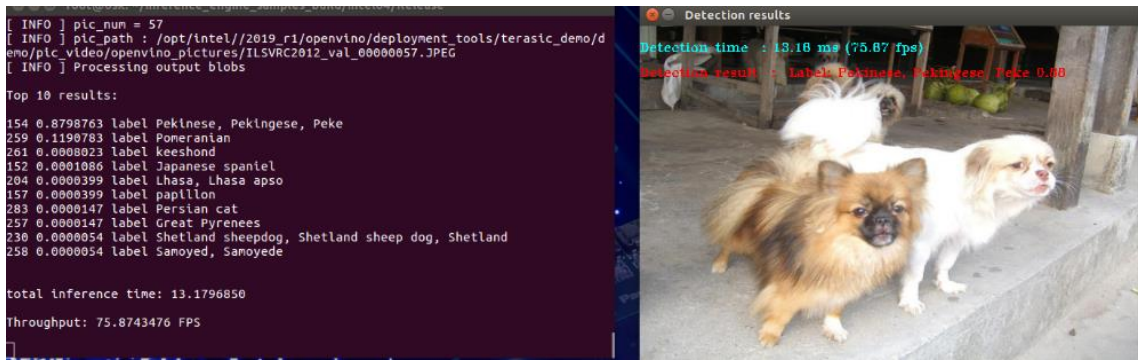 [ INFO ] pic_num = 57
[ INFO ] pic_path : /opt/intel//2019_r1/openvino/deployment_tools/terasic_demo/d
emo/pic_video/openvino_pictures/ILSVRC2012_val_00000057.JPEG
[ INFO ] Processing output blobs
Top 10 results:
154 0.8798763 label Pekinese, Pekingese, Peke
259 0.1190783 label Pomeranian
261 0.0008023 label keeshond
152 0.0001086 label Japanese spaniel
204 0.0000399 label Lhasa, Lhasa apso
157 0.0000399 label papillon
283 0.0000147 label Persian cat
257 0.0000147 label Great Pyrenees
230 0.0000054 label Shetland sheepdog, Shetland sheep dog, Shetland
258 0.0000054 label Samoyed, Samoyede
total inference time: 13.1796850
Throughput: 75.8743476 FPS
Detection results
Detection time : 13.18 ms (75.87 fps)
Detection result : Label: Pekinese, Pekingese, Peke 0.88